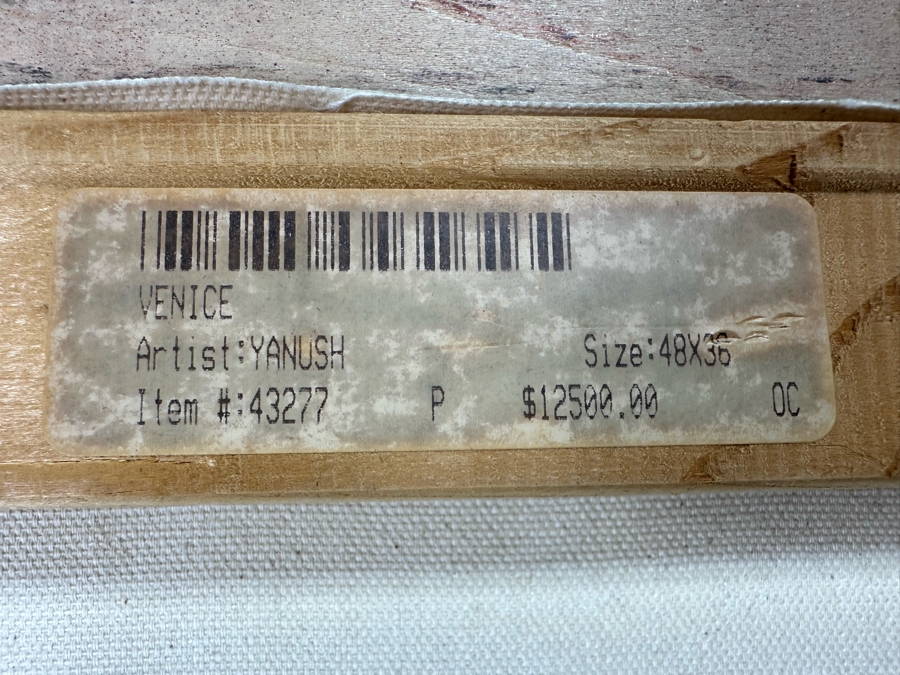 VENICE
Artist:YANUSH Size:48X36
Item #:43277 P $12500.00 OC